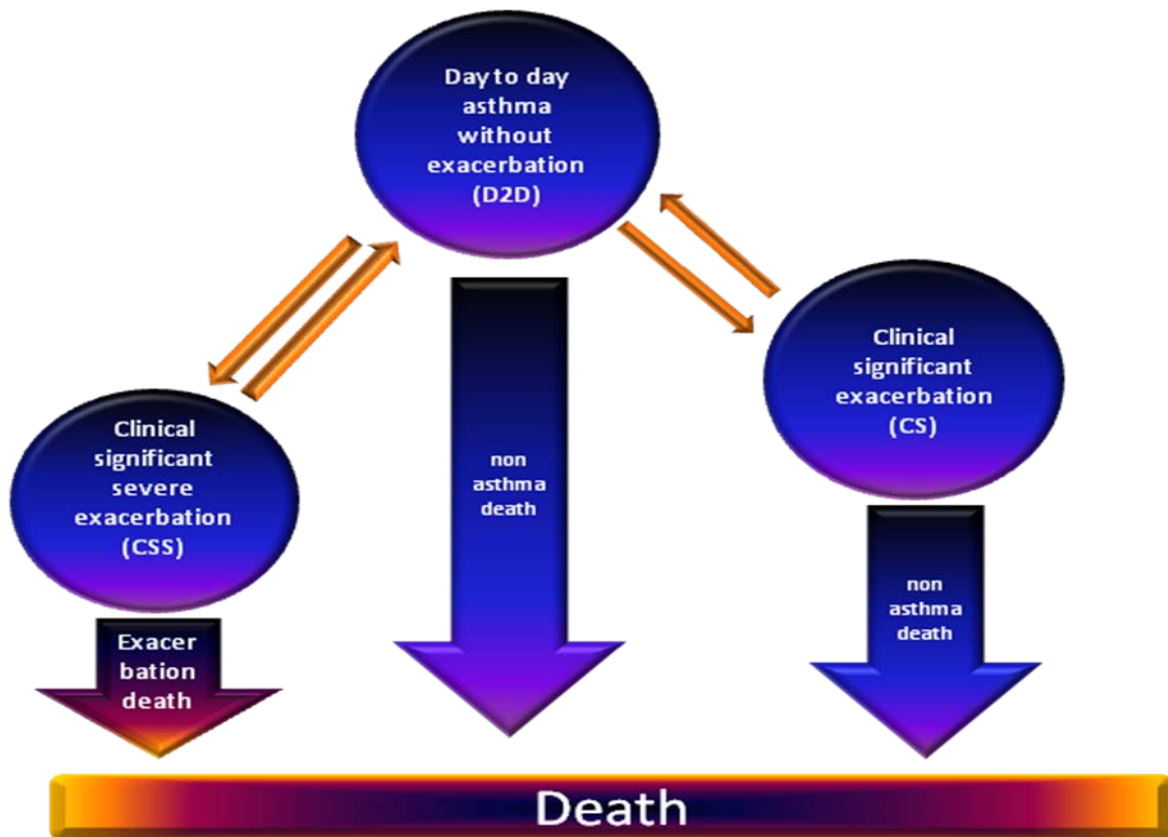 Day to day
asthma
without
exacerbation
(D2D)
Clinical
significant
exacerbation
(CS)
Clinical
significant
severe
exacerbation
(CSS)
non
asthma
death
non
asthma
death
Exacer
bation
death
Death